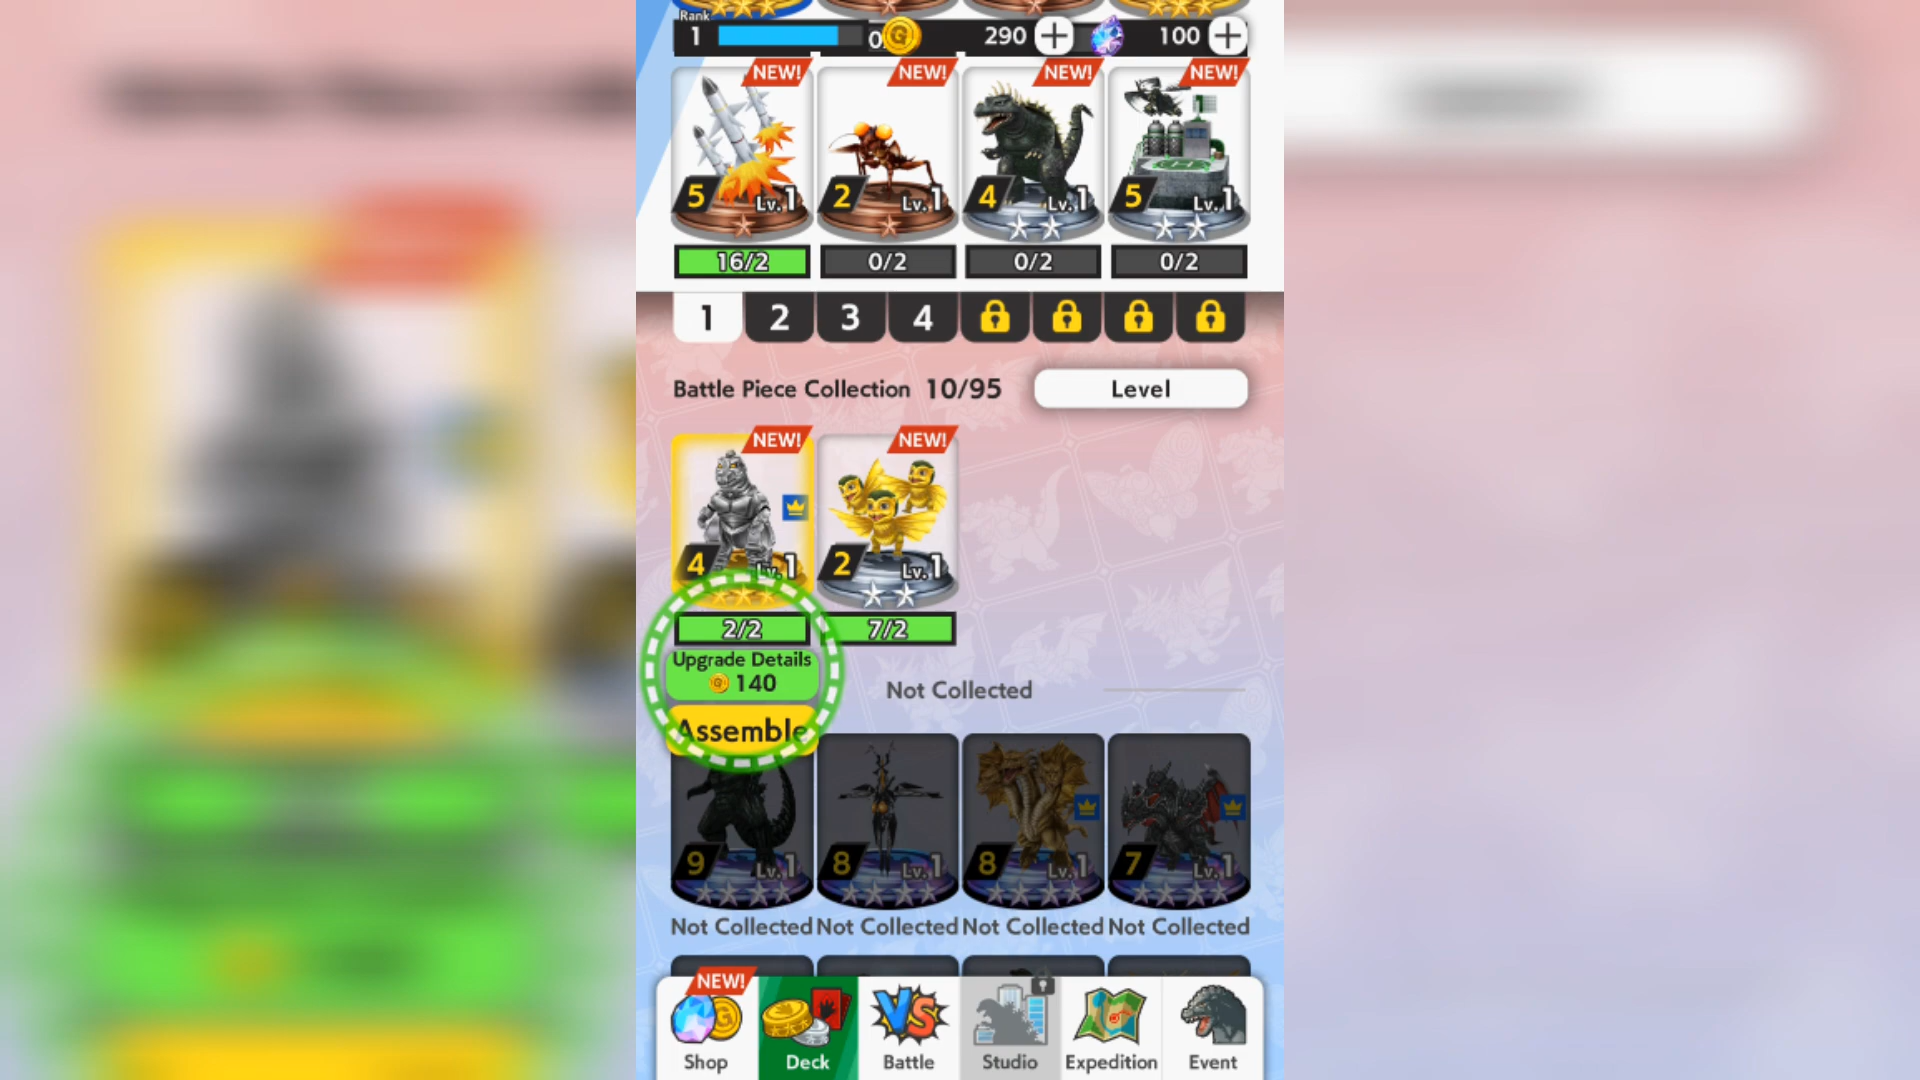 Rank
1 0 G 290 + 100 +
NEW! NEW! NEW! NEW!
5 Lv.1 2 Lv.1 4 Lv.1 5 Lv.1
16/2 0/2 0/2 0/2
1 2 3 4
Battle Piece Collection 10/95 Level
NEW! NEW!
4 Lv.1 2 Lv.1
2/2 7/2
Upgrade Details
G 140
Not Collected
Assemble
9 Lv.1 8 Lv.1 8 Lv.1 7 Lv.1
Not Collected Not Collected Not Collected Not Collected
NEW!
VS
Shop Deck Battle Studio Expedition Event